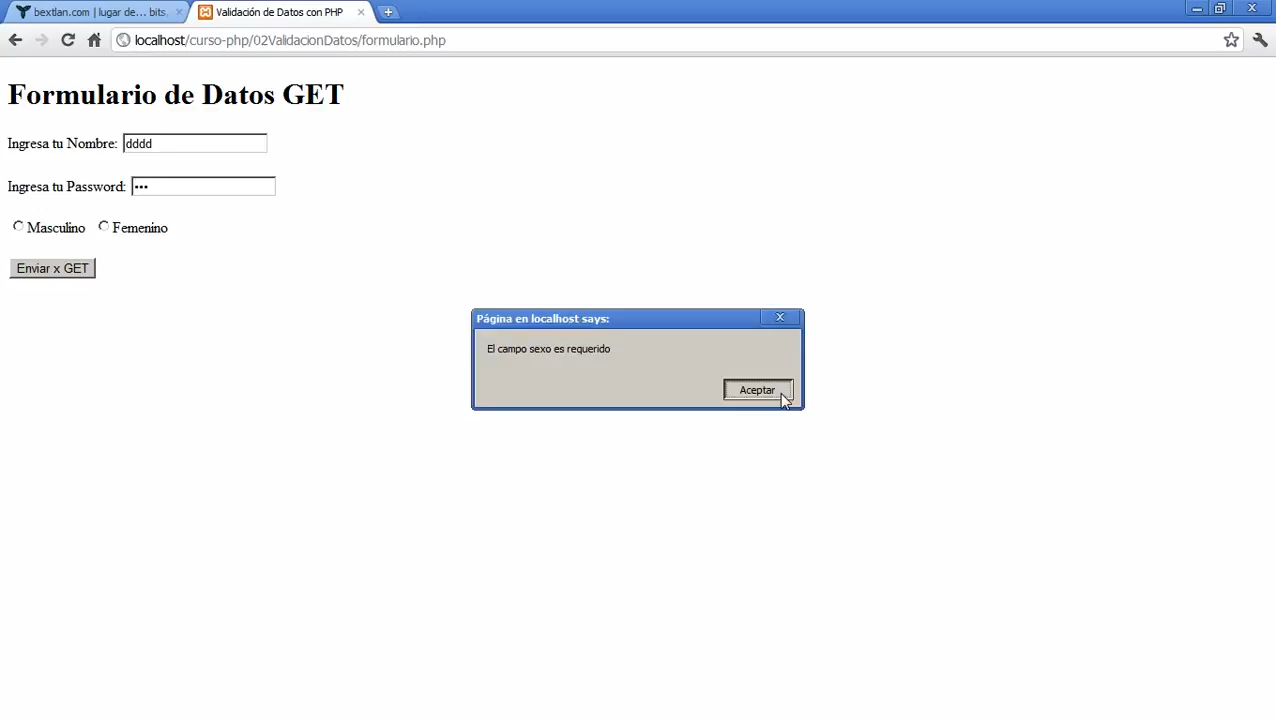 bextlan.com | lugar de... bits,
Validación de Datos con PHP
localhost/curso-php/02ValidacionDatos/formulario.php
Formulario de Datos GET
Ingresa tu Nombre: dddd
Ingresa tu Password: •••
Masculino Femenino
Enviar x GET
Página en localhost says:
El campo sexo es requerido
Aceptar